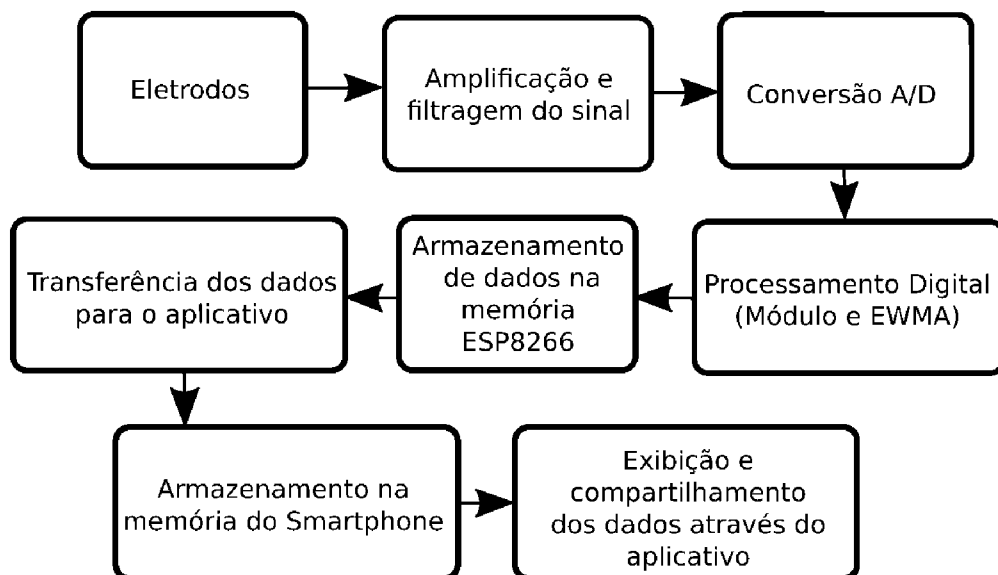 Eletrodos
Amplificação e
filtragem do sinal
Conversão A/D
Processamento Digital
(Módulo e EWMA)
Armazenamento
de dados na
memória
ESP8266
Transferência dos dados
para o aplicativo
Armazenamento na
memória do Smartphone
Exibição e
compartilhamento
dos dados através do
aplicativo